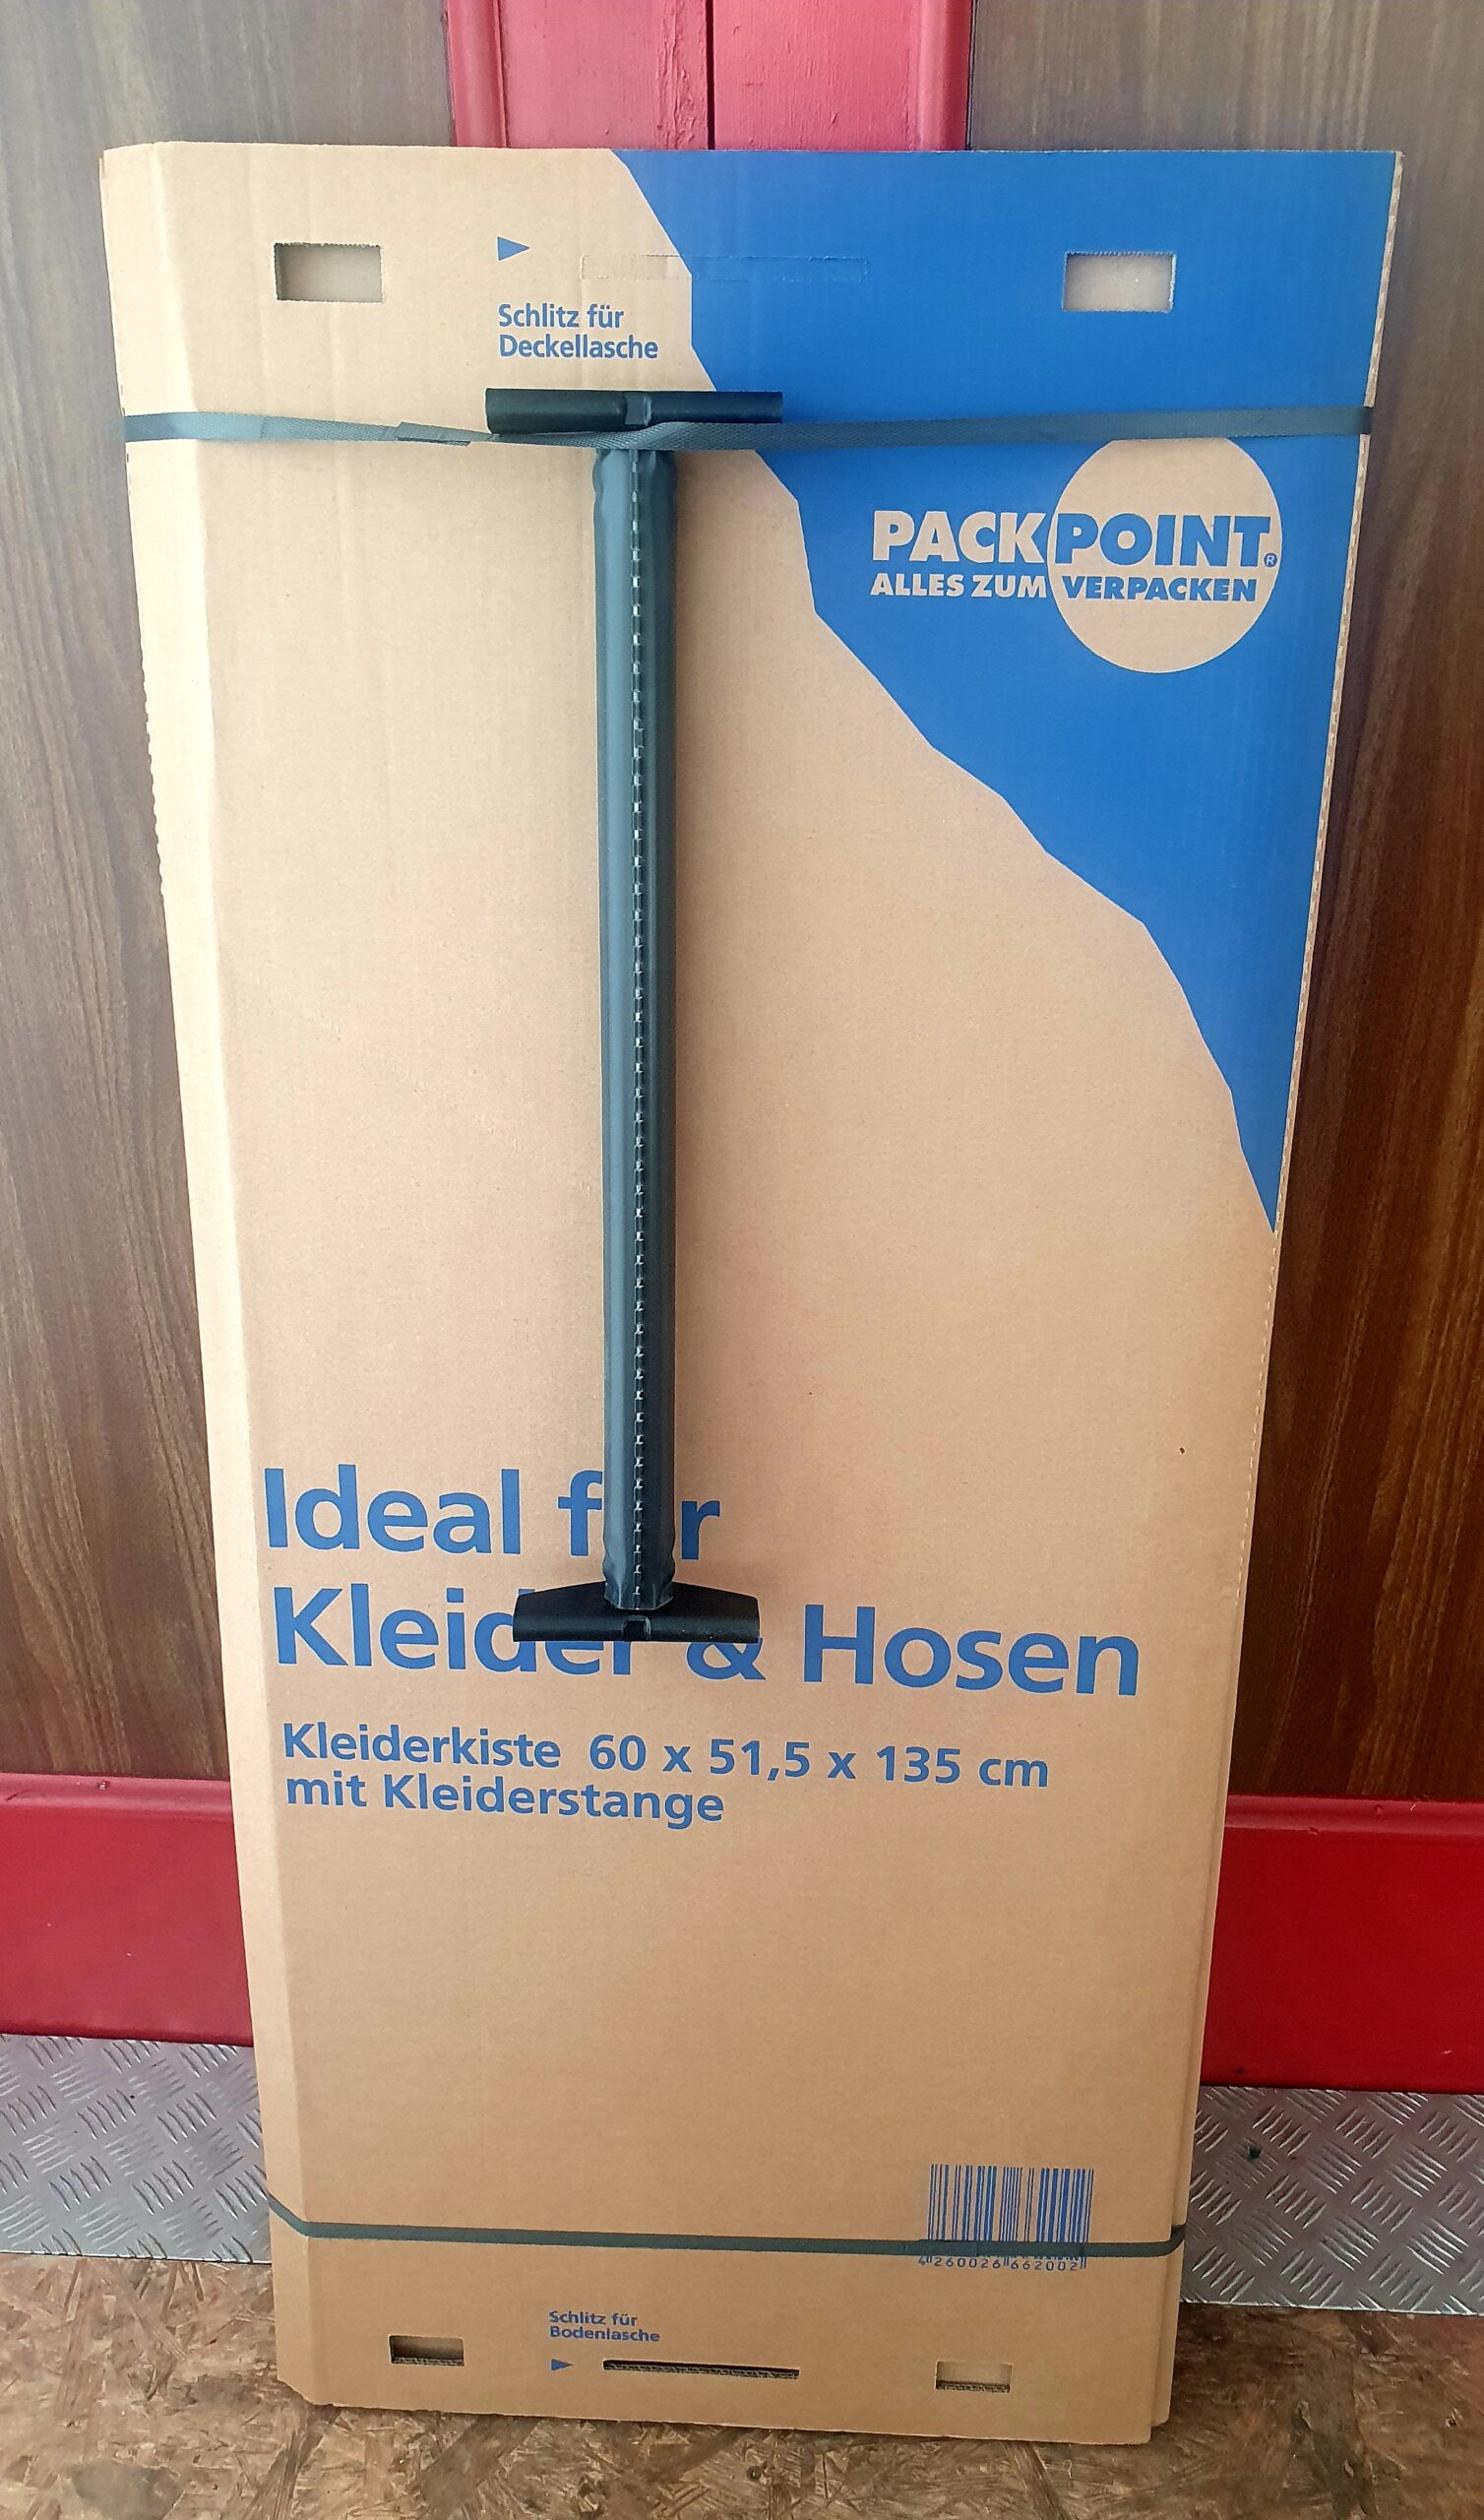 Schlitz für
Deckellasche
PACKPOINT®
ALLES ZUM VERPACKEN
Ideal für
Kleider & Hosen
Kleiderkiste 60 x 51,5 x 135 cm
mit Kleiderstange
4 260026 662002
Schlitz für
Bodenlasche